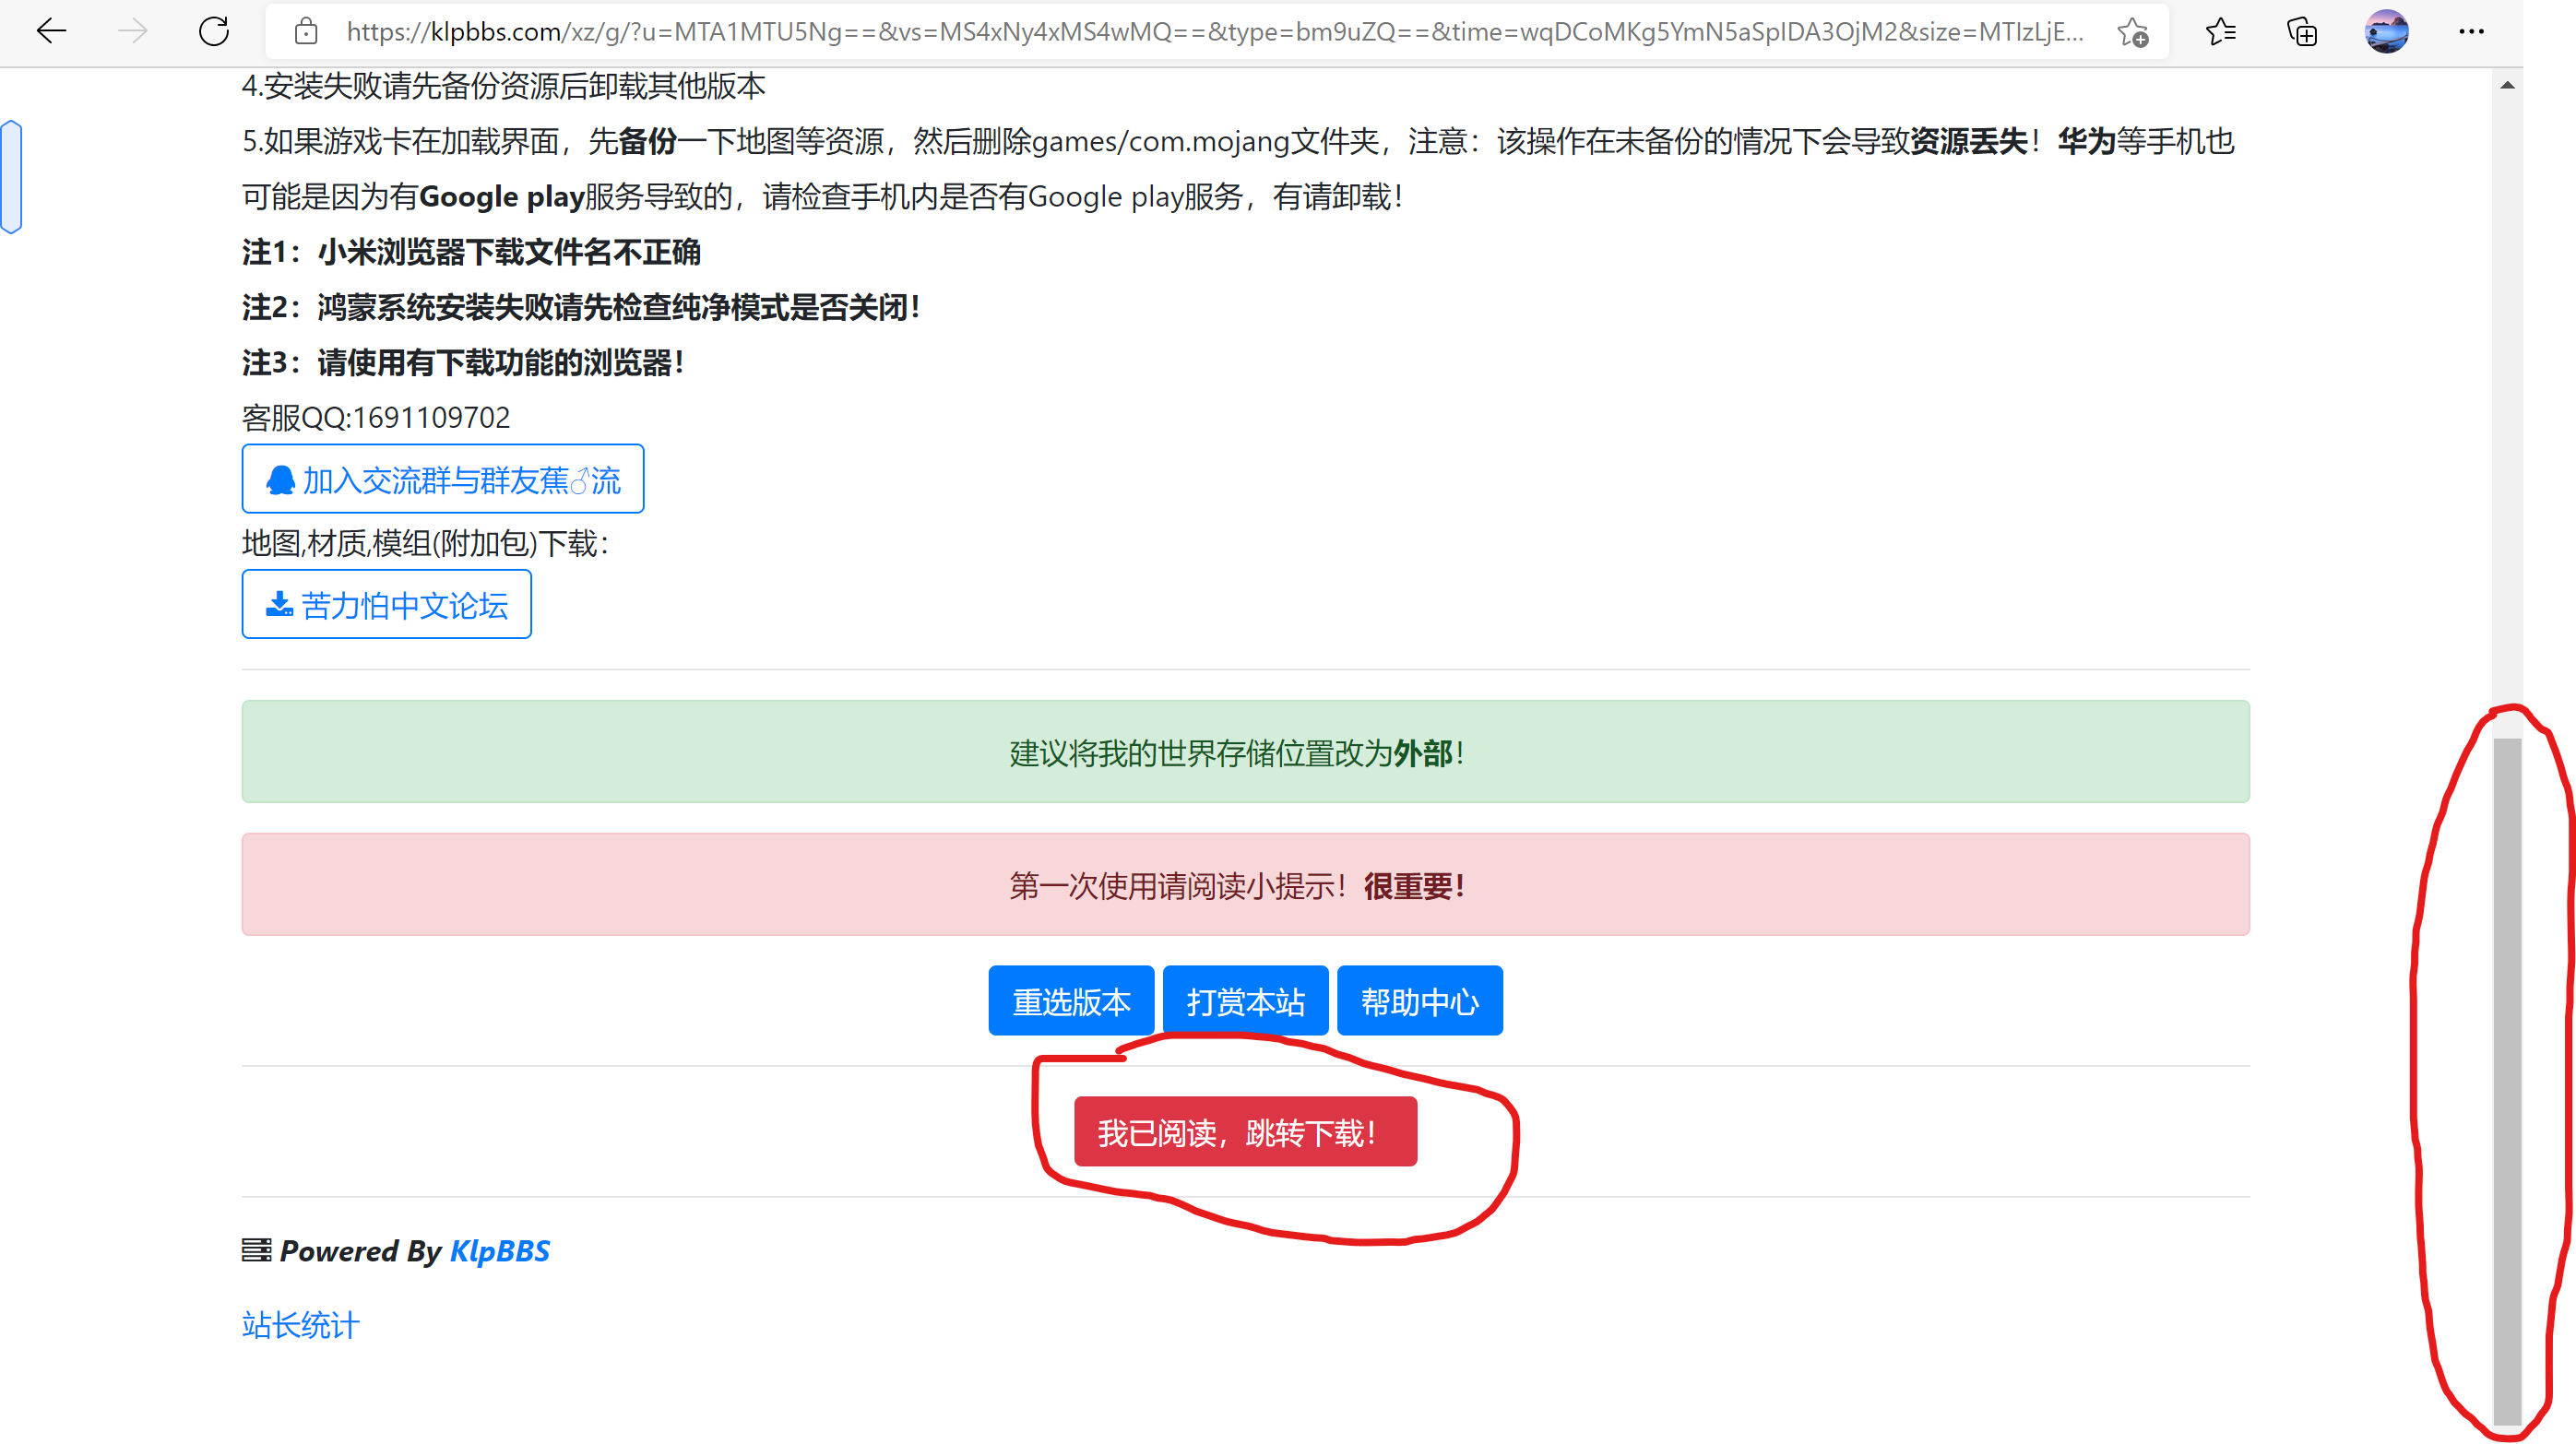 https://klpbbs.com/xz/g/?u=MTA1MTU5Ng==&vs=MS4xNy4xMS4wMQ==&type=bm9uZQ==&time=wqDCoMKg5YmN5aSpIDA3OjM2&size=MTIzLjE...
4.安装失败请先备份资源后卸载其他版本
5.如果游戏卡在加载界面，先备份一下地图等资源，然后删除games/com.mojang文件夹，注意：该操作在未备份的情况下会导致资源丢失！华为等手机也
可能是因为有Google play服务导致的，请检查手机内是否有Google play服务，有请卸载！
注1：小米浏览器下载文件名不正确
注2：鸿蒙系统安装失败请先检查纯净模式是否关闭！
注3：请使用有下载功能的浏览器！
客服QQ:1691109702
加入交流群与群友蕉♂流
地图,材质,模组(附加包)下载：
苦力怕中文论坛
建议将我的世界存储位置改为外部！
第一次使用请阅读小提示！很重要！
重选版本 打赏本站 帮助中心
我已阅读，跳转下载！
Powered By KlpBBS
站长统计